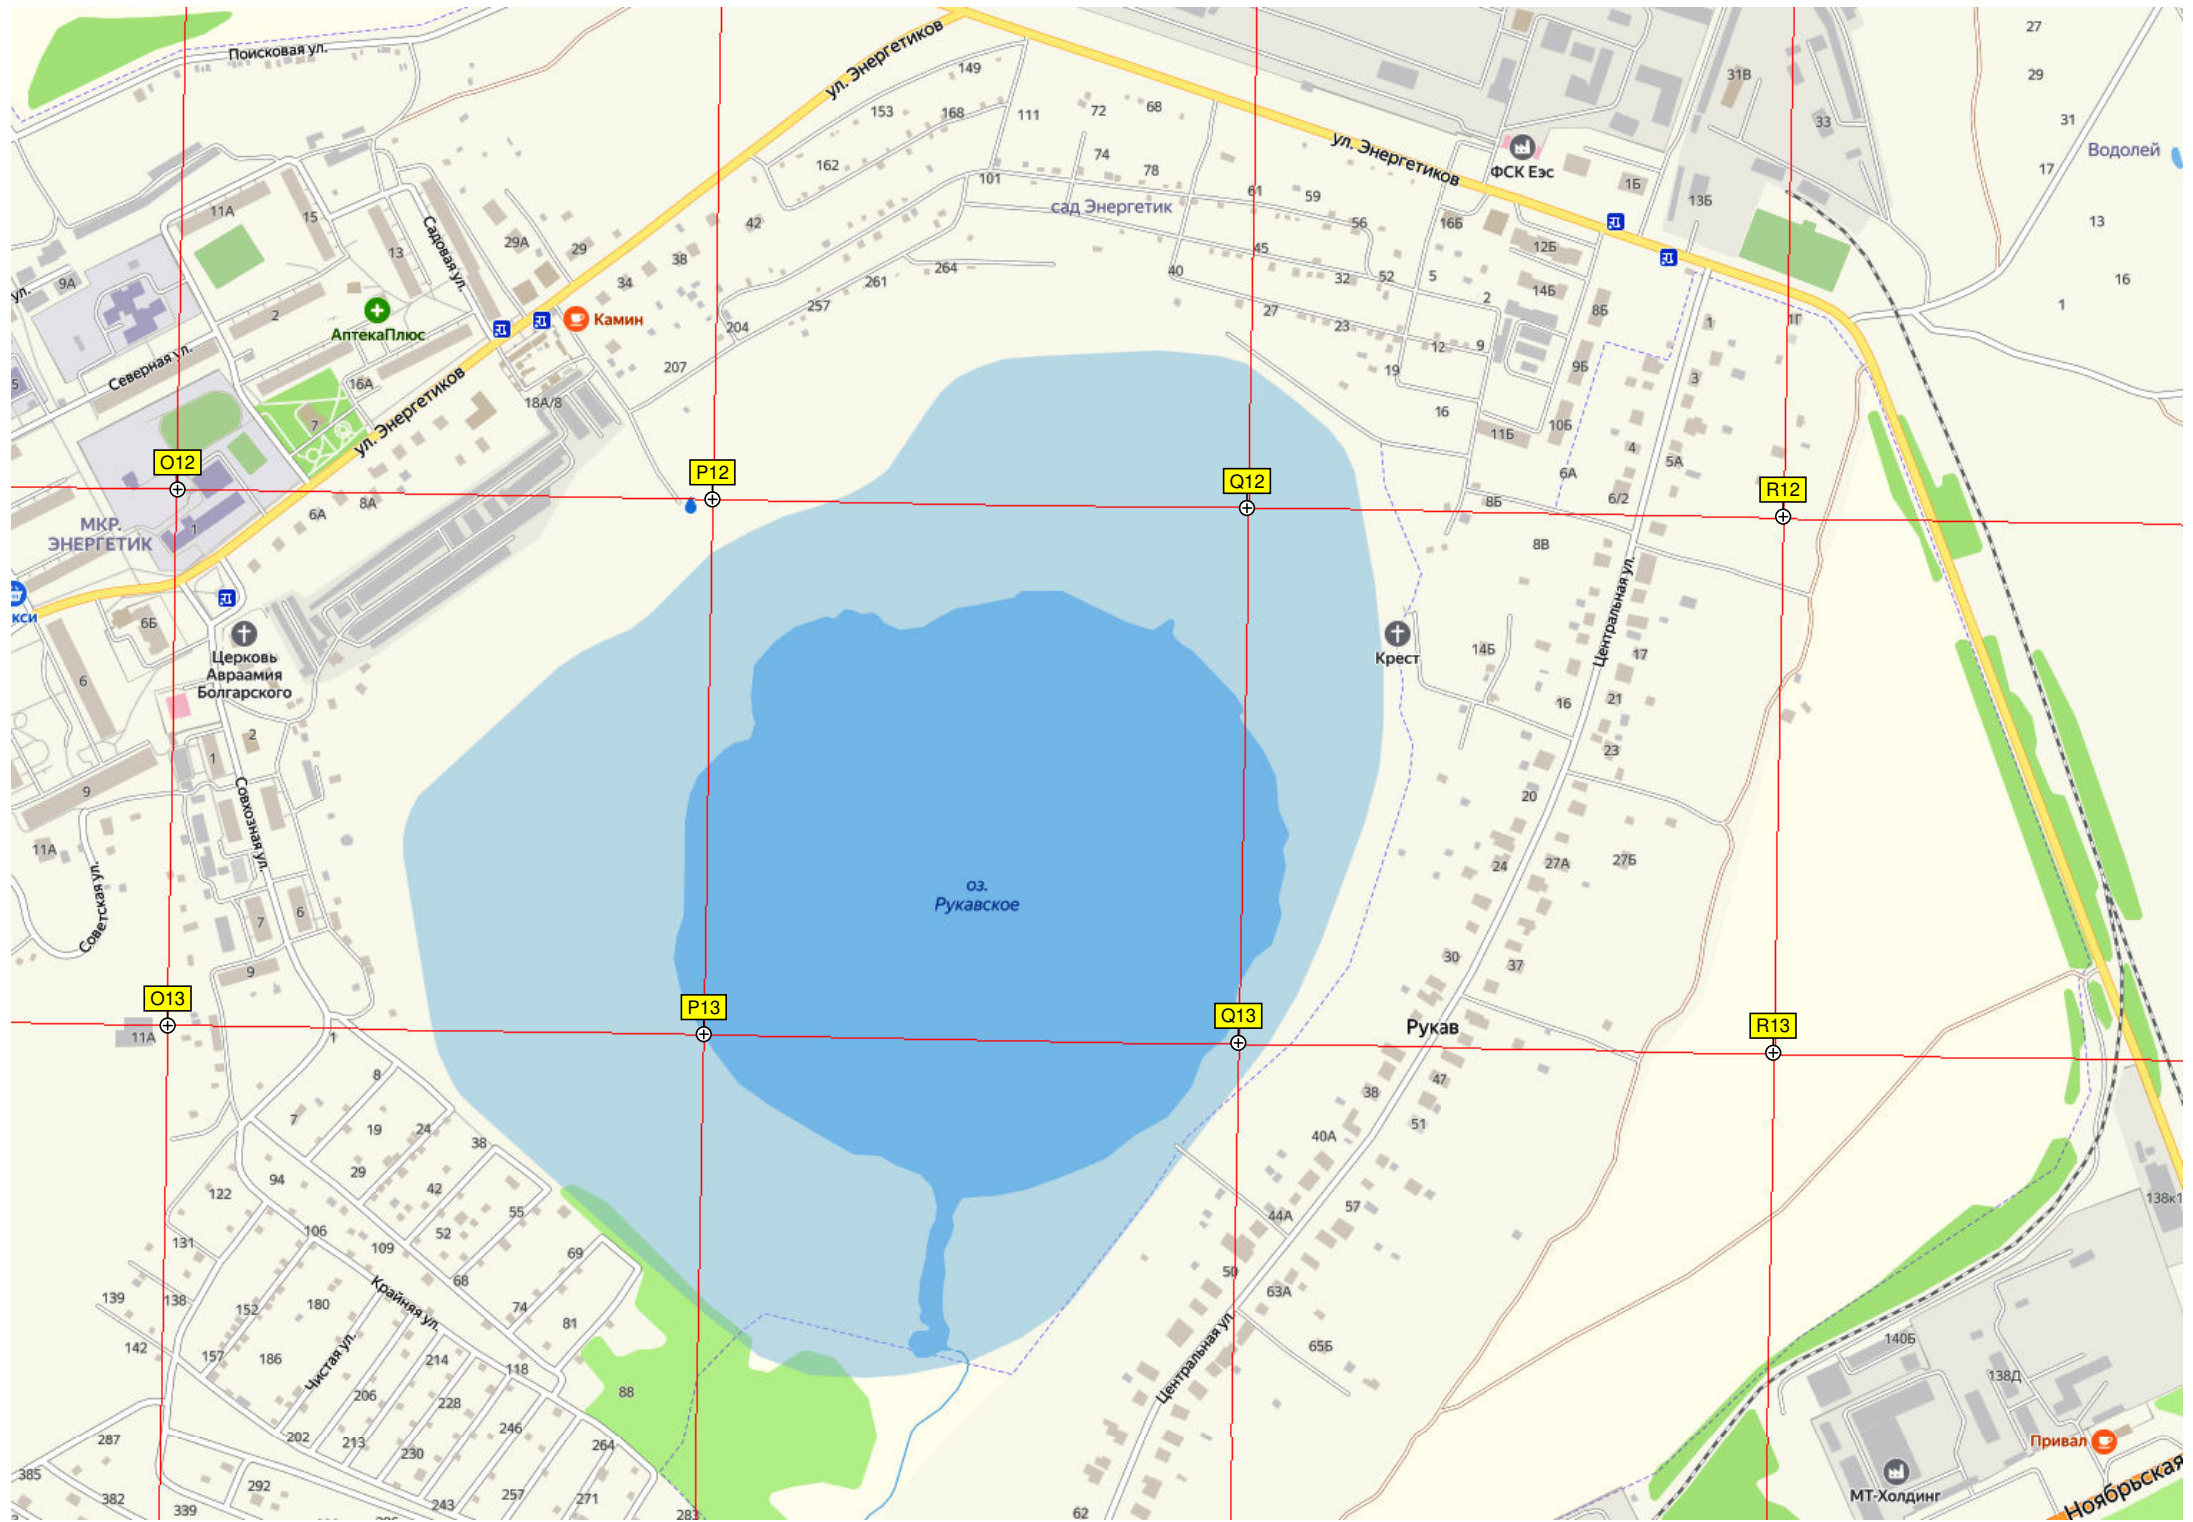 Поисковая ул.
ул. Энергетиков
149
153
168
162
111
72
68
74
78
101
сад Энергетик
61
59
56
45
40
32
52
27
23
12
9
19
16
5
2
ул. Энергетиков
ФСК Еэс
1Б
31В
33
13Б
27
29
31
17
13
16
1
Водолей
16Б
12Б
14Б
8Б
9Б
10Б
11Б
6А
6/2
8Б
8В
1
1Г
3
4
5А
11А
15
13
Садовая ул.
29А
29
34
38
42
9А
ул.
2
АптекаПлюс
Камин
204
207
257
261
264
Северная ул.
5
16А
7
18А/8
ул. Энергетиков
O12
P12
Q12
R12
МКР.
ЭНЕРГЕТИК
1
6А
8А
кси
6Б
6
Церковь
Авраамия
Болгарского
Крест
14Б
Центральная ул.
17
16
21
23
2
1
9
Совхозная ул.
11А
Советская ул.
7
6
9
20
24
27А
27Б
30
37
оз.
Рукавское
O13
P13
Q13
R13
11А
1
Рукав
8
7
19
24
38
29
42
94
122
55
52
106
109
131
69
68
38
47
51
40А
44А
57
50
63А
65Б
Центральная ул.
62
139
138
142
152
180
Крайняя ул.
74
81
157
186
Чистая ул.
214
118
206
228
88
202
213
230
246
264
287
385
382
292
339
243
257
271
283
138к1
140Б
138Д
Привал
МТ-Холдинг
Ноябрьская